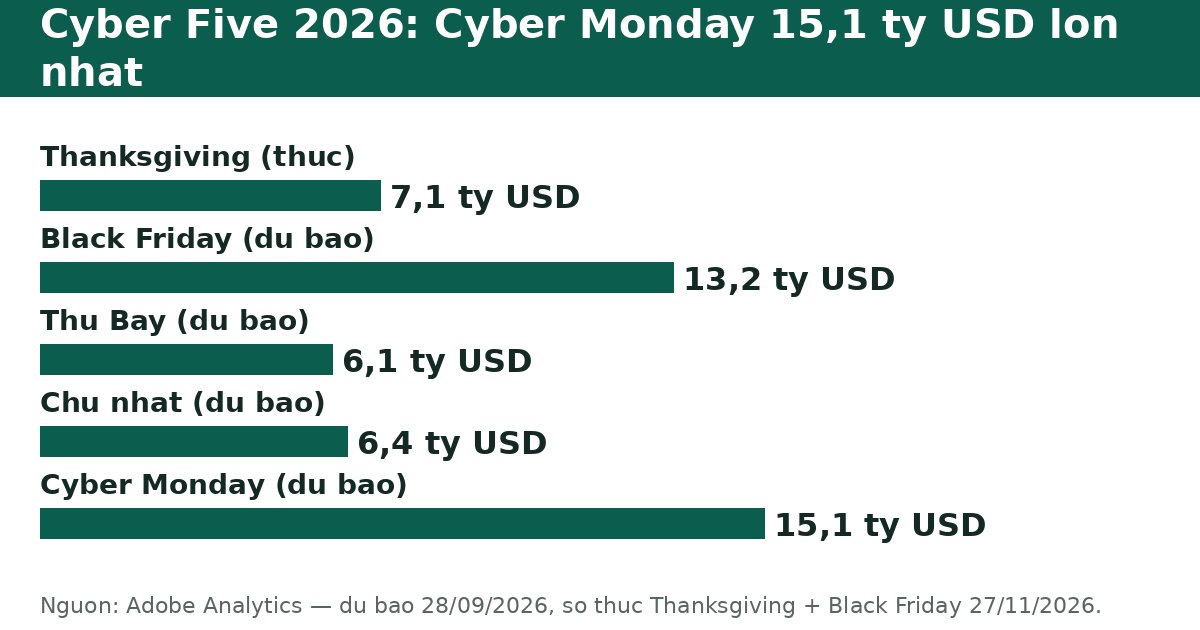 Cyber Five 2026: Cyber Monday 15,1 ty USD lon
nhat
Thanksgiving (thuc)
7,1 ty USD
Black Friday (du bao)
13,2 ty USD
Thu Bay (du bao)
6,1 ty USD
Chu nhat (du bao)
6,4 ty USD
Cyber Monday (du bao)
15,1 ty USD
Nguon: Adobe Analytics — du bao 28/09/2026, so thuc Thanksgiving + Black Friday 27/11/2026.